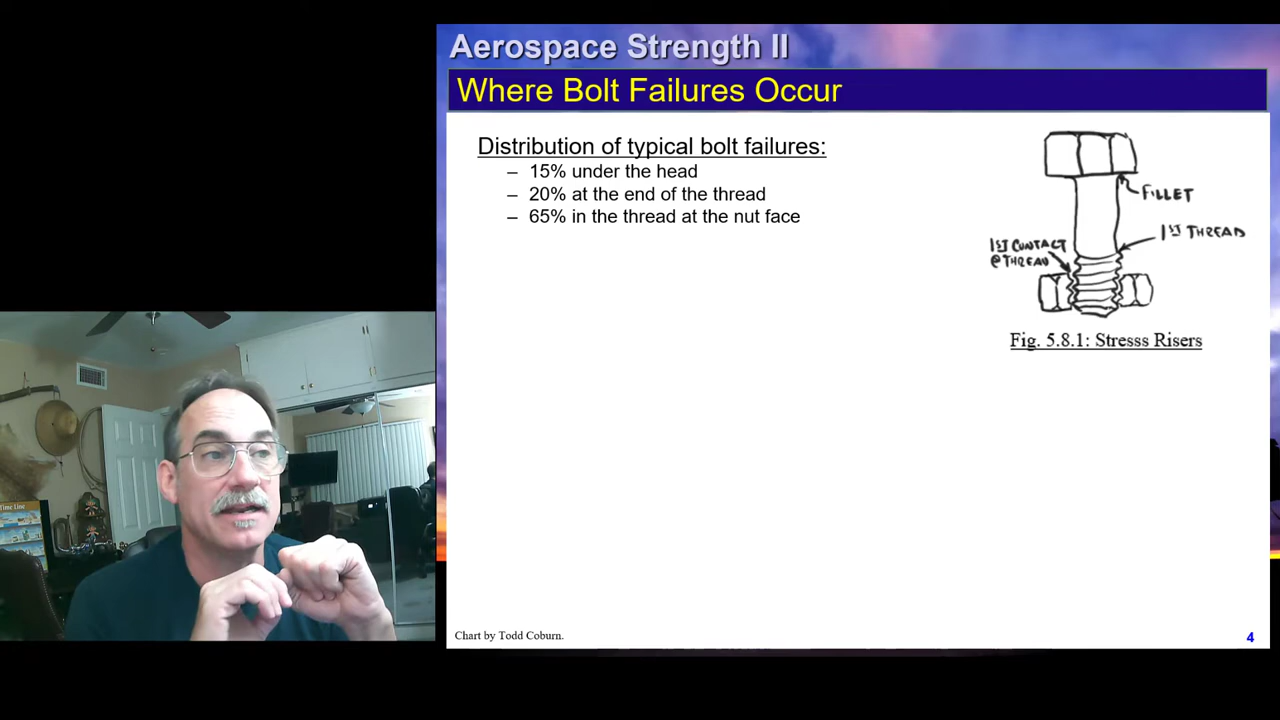 Aerospace Strength II
Where Bolt Failures Occur
Distribution of typical bolt failures:
– 15% under the head
– 20% at the end of the thread
– 65% in the thread at the nut face
FILLET
1ST THREAD
1ST CONTACT
@ THREAD
Fig. 5.8.1: Stresss Risers
Time Line
Chart by Todd Coburn.
4